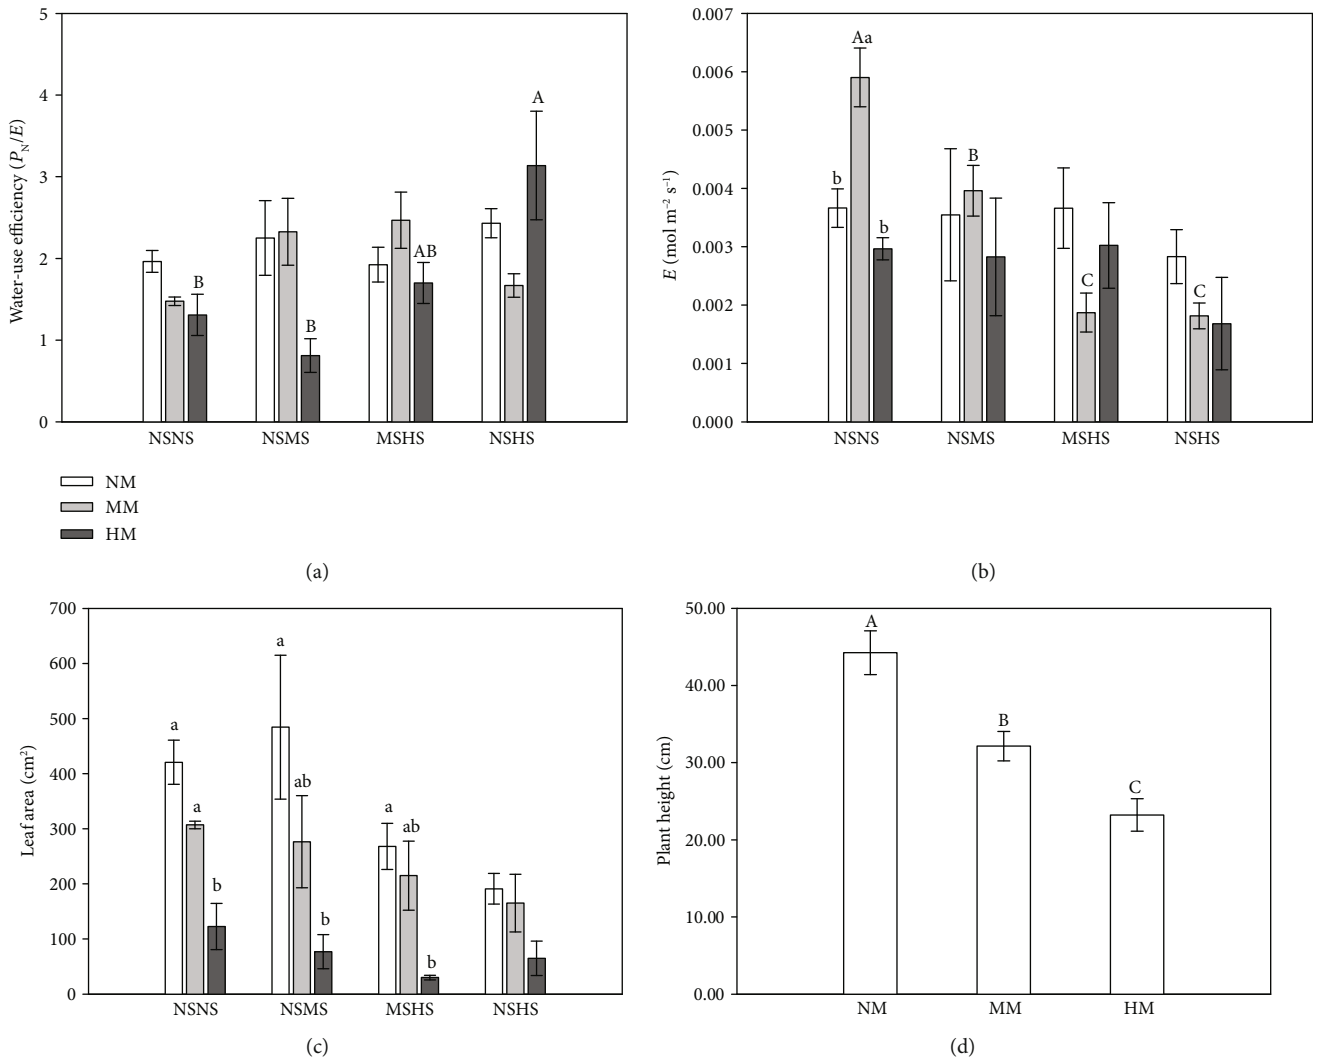 Water-use efficiency (P_N/E)
5
4
3
2
1
0
B
B
AB
A
NSNS NSMS MSHS NSHS
NM
MM
HM
(a)
E (mol m⁻² s⁻¹)
0.007
0.006
0.005
0.004
0.003
0.002
0.001
0.000
b
Aa
b
B
C
C
NSNS NSMS MSHS NSHS
(b)
Leaf area (cm²)
700
600
500
400
300
200
100
0
a
a
b
a
ab
b
a
ab
b
NSNS NSMS MSHS NSHS
(c)
Plant height (cm)
50.00
40.00
30.00
20.00
10.00
0.00
A
B
C
NM MM HM
(d)